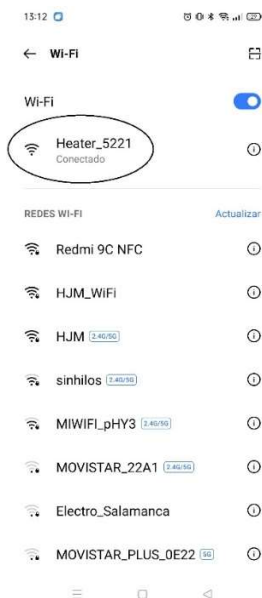 13:12
Wi-Fi
Wi-Fi
Heater_5221
Conectado
REDES WI-FI Actualizar
Redmi 9C NFC
HJM_WiFi
HJM 2.4G/5G
sinhilos 2.4G/5G
MIWIFI_pHY3 2.4G/5G
MOVISTAR_22A1 2.4G/5G
Electro_Salamanca
MOVISTAR_PLUS_0E22 5G